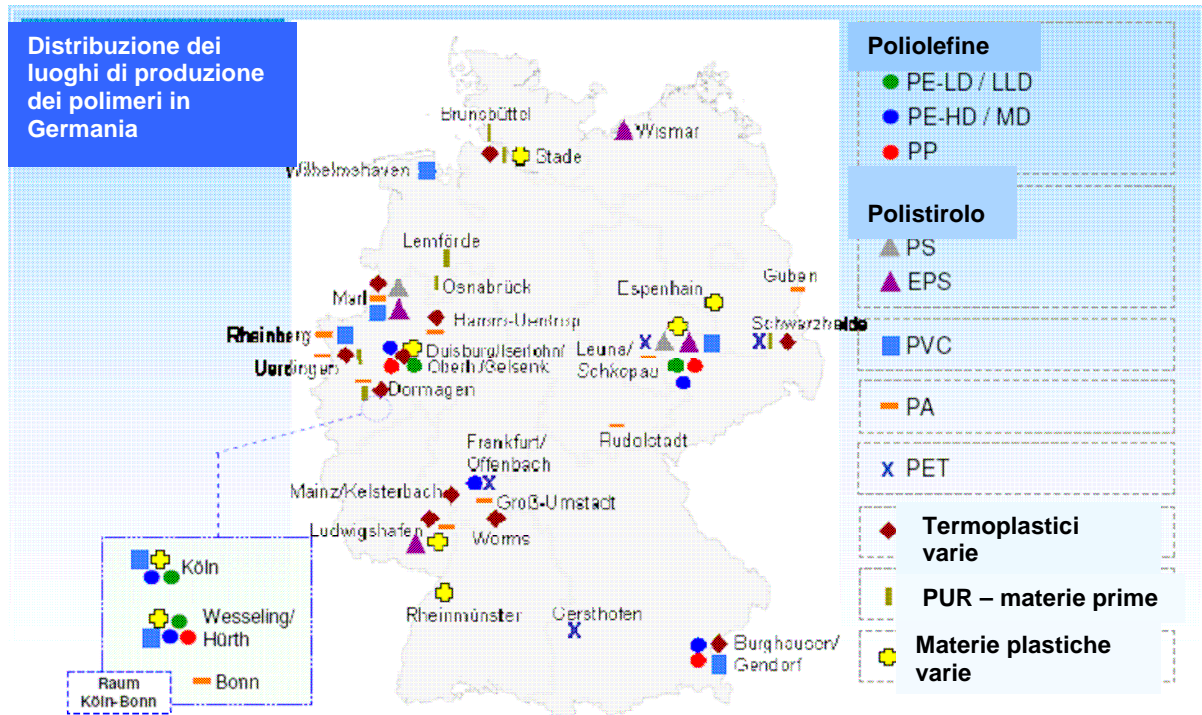 Distribuzione dei
luoghi di produzione
dei polimeri in
Germania
Brunsbüttel
Wismar
Stade
Wilhelmshaven
Lemförde
Osnabrück
Marl
Hamm-Uentrop
Rheinberg
Duisburg/Iserlohn/
Oberh./Gelsenk
Uerdingen
Dormagen
Espenhain
Guben
Schwarzheide
Leuna/
Schkopau
Rudolstadt
Frankfurt/
Offenbach
Mainz/Kelsterbach
Groß-Umstadt
Ludwigshafen
Worms
Rheinmünster
Gersthofen
Burghausen/
Gendorf
Köln
Wesseling/
Hürth
Bonn
Raum
Köln-Bonn
Poliolefine
PE-LD / LLD
PE-HD / MD
PP
Polistirolo
PS
EPS
PVC
PA
X PET
Termoplastici
varie
PUR – materie prime
Materie plastiche
varie